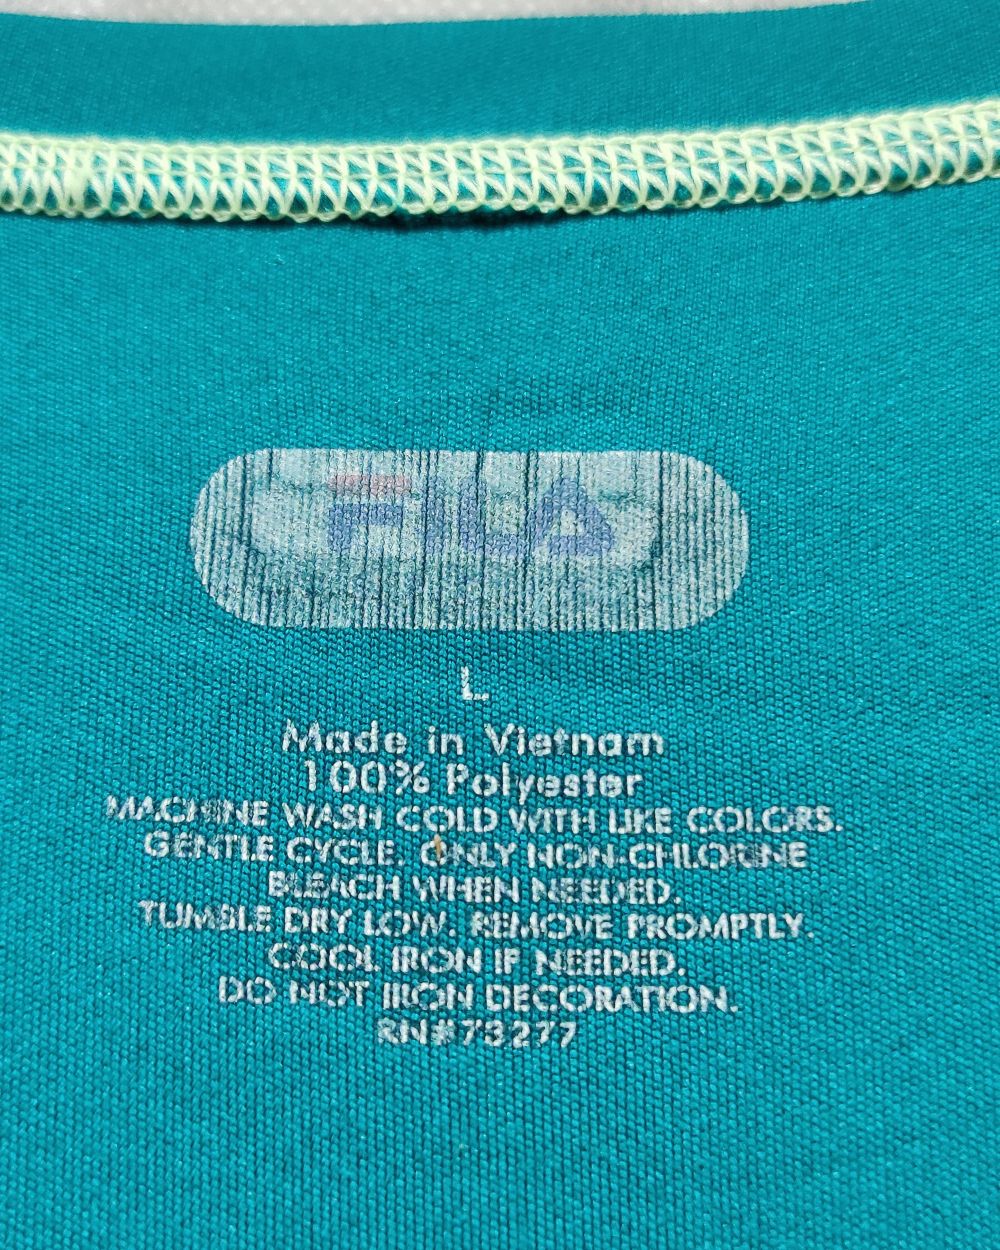 FILA
L
Made in Vietnam
100% Polyester
MACHINE WASH COLD WITH LIKE COLORS.
GENTLE CYCLE. ONLY NON-CHLORINE
BLEACH WHEN NEEDED.
TUMBLE DRY LOW. REMOVE PROMPTLY.
COOL IRON IF NEEDED.
DO NOT IRON DECORATION.
RN#73277